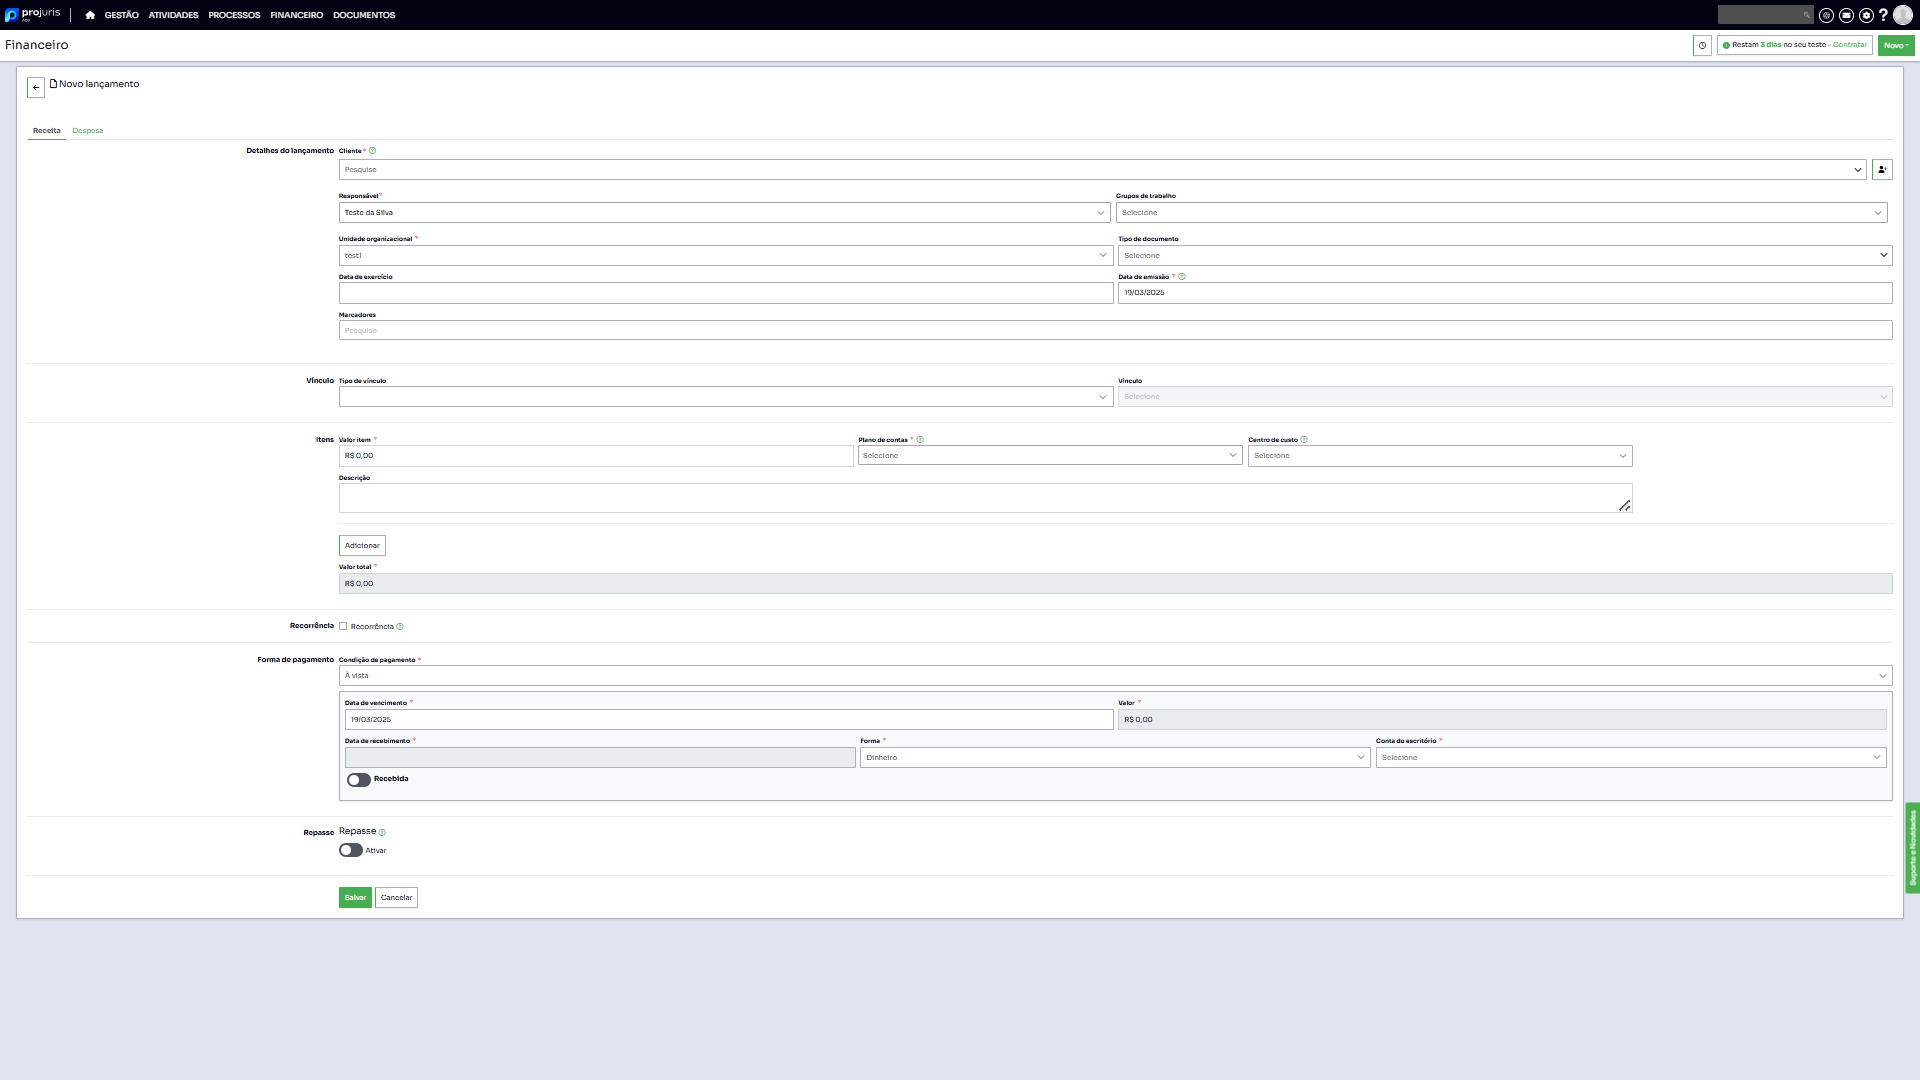 projuris
ADV
GESTÃO ATIVIDADES PROCESSOS FINANCEIRO DOCUMENTOS
Financeiro
Restam 3 dias no seu teste - Contratar
Novo
Novo lançamento
Receita Despesa
Detalhes do lançamento Cliente *
Pesquise
Responsável* Grupos de trabalho
Teste da Silva Selecione
Unidade organizacional * Tipo de documento
test1 Selecione
Data de exercício Data de emissão *
19/03/2025
Marcadores
Pesquise
Vínculo Tipo de vínculo Vínculo
Selecione
Itens Valor item * Plano de contas * Centro de custo
R$ 0,00 Selecione Selecione
Descrição
Adicionar
Valor total *
R$ 0,00
Recorrência Recorrência
Forma de pagamento Condição de pagamento *
À vista
Data de vencimento * Valor *
19/03/2025 R$ 0,00
Data de recebimento * Forma * Conta do escritório *
Dinheiro Selecione
Recebida
Repasse Repasse
Ativar
Salvar Cancelar
Suporte e Novidades